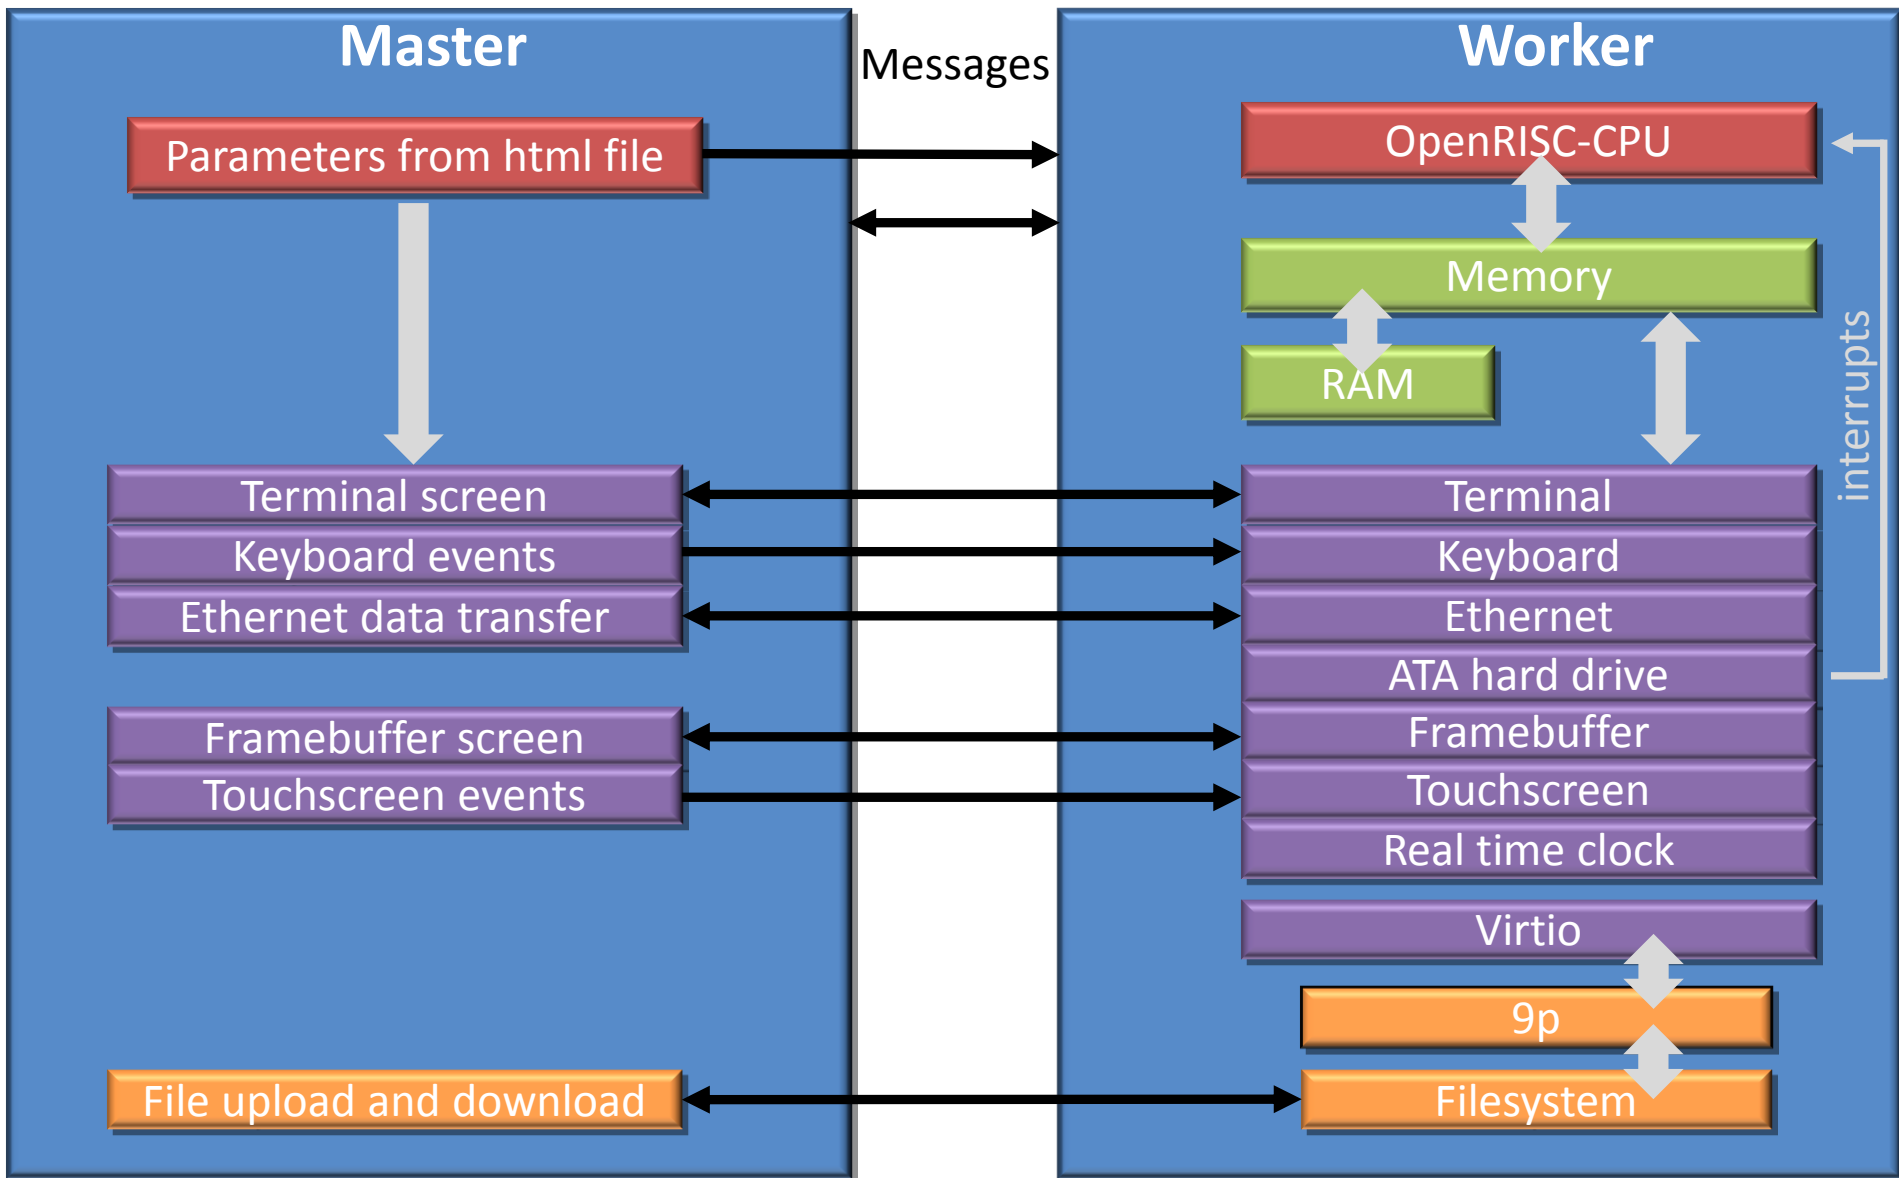 Master
Messages
Worker
Parameters from html file
OpenRISC-CPU
Memory
RAM
interrupts
Terminal screen
Terminal
Keyboard events
Keyboard
Ethernet data transfer
Ethernet
ATA hard drive
Framebuffer screen
Framebuffer
Touchscreen events
Touchscreen
Real time clock
Virtio
9p
File upload and download
Filesystem